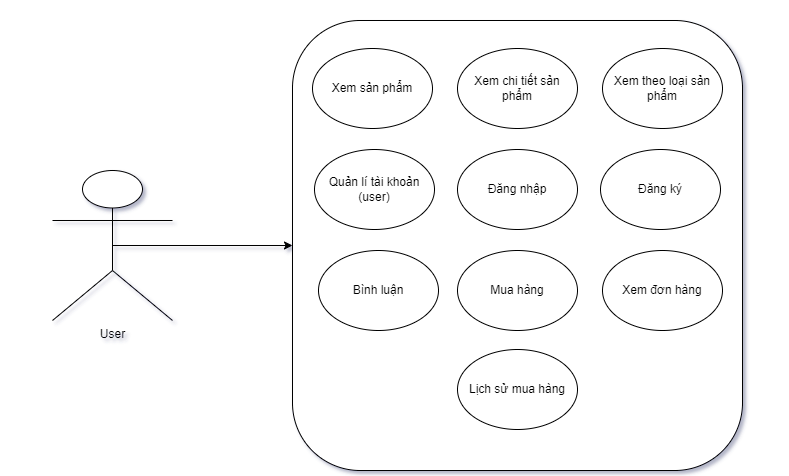 Xem sản phẩm
Xem chi tiết sản
phẩm
Xem theo loại sản
phẩm
Quản lí tài khoản
(user)
Đăng nhập
Đăng ký
Bình luận
Mua hàng
Xem đơn hàng
Lịch sử mua hàng
User